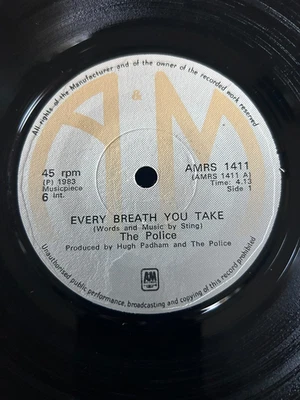 All rights of the Manufacturer and of the owner of the recorded work reserved
A & M
45 rpm
(P) 1983
Musicpiece
6 Int.
AMRS 1411
(AMRS 1411 A)
Time: 4.13
Side 1
EVERY BREATH YOU TAKE
(Words and Music by Sting)
The Police
Produced by Hugh Padham and The Police
A&M
Unauthorised public performance, broadcasting and copying of this record prohibited